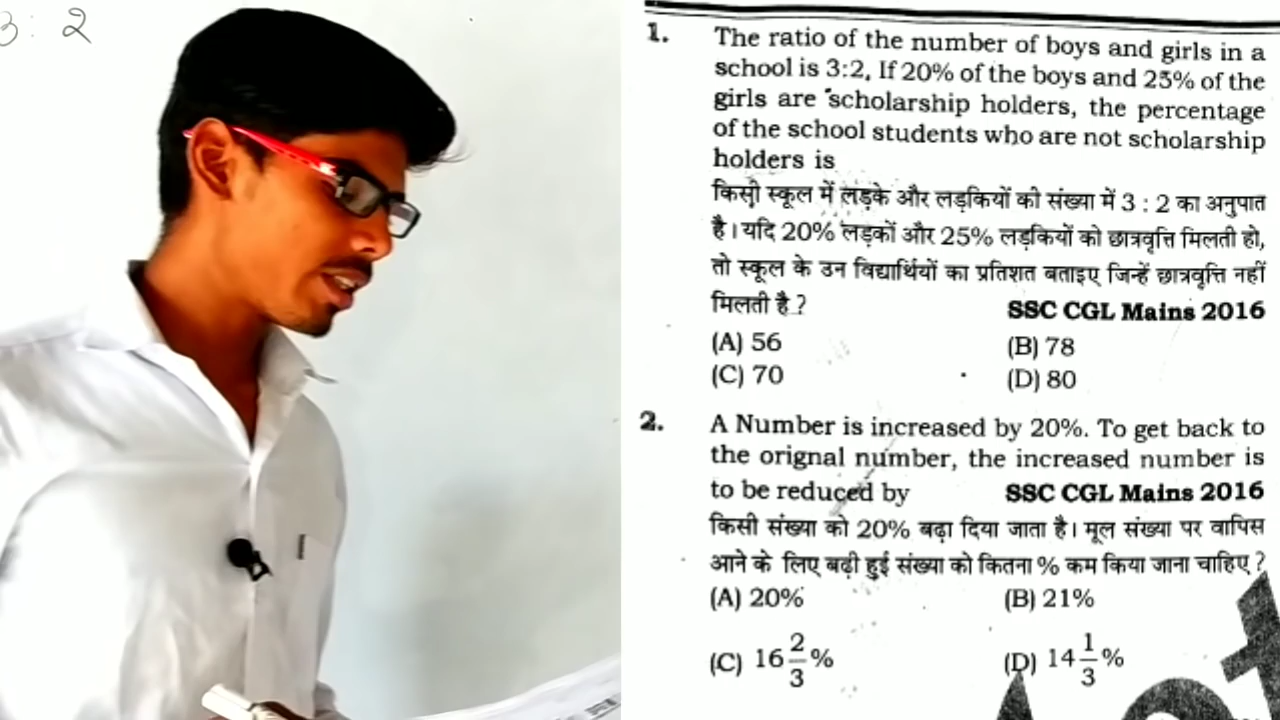 3 : 2
1. The ratio of the number of boys and girls in a
school is 3:2, If 20% of the boys and 25% of the
girls are scholarship holders, the percentage
of the school students who are not scholarship
holders is
किसी स्कूल में लड़के और लड़कियों की संख्या में 3 : 2 का अनुपात
है। यदि 20% लड़कों और 25% लड़कियों को छात्रवृत्ति मिलती हो,
तो स्कूल के उन विद्यार्थियों का प्रतिशत बताइए जिन्हें छात्रवृत्ति नहीं
मिलती है ? SSC CGL Mains 2016
(A) 56 (B) 78
(C) 70 (D) 80
2. A Number is increased by 20%. To get back to
the orignal number, the increased number is
to be reduced by SSC CGL Mains 2016
किसी संख्या को 20% बढ़ा दिया जाता है। मूल संख्या पर वापिस
आने के लिए बढ़ी हुई संख्या को कितना % कम किया जाना चाहिए ?
(A) 20% (B) 21%
(C) 16 2/3 % (D) 14 1/3 %